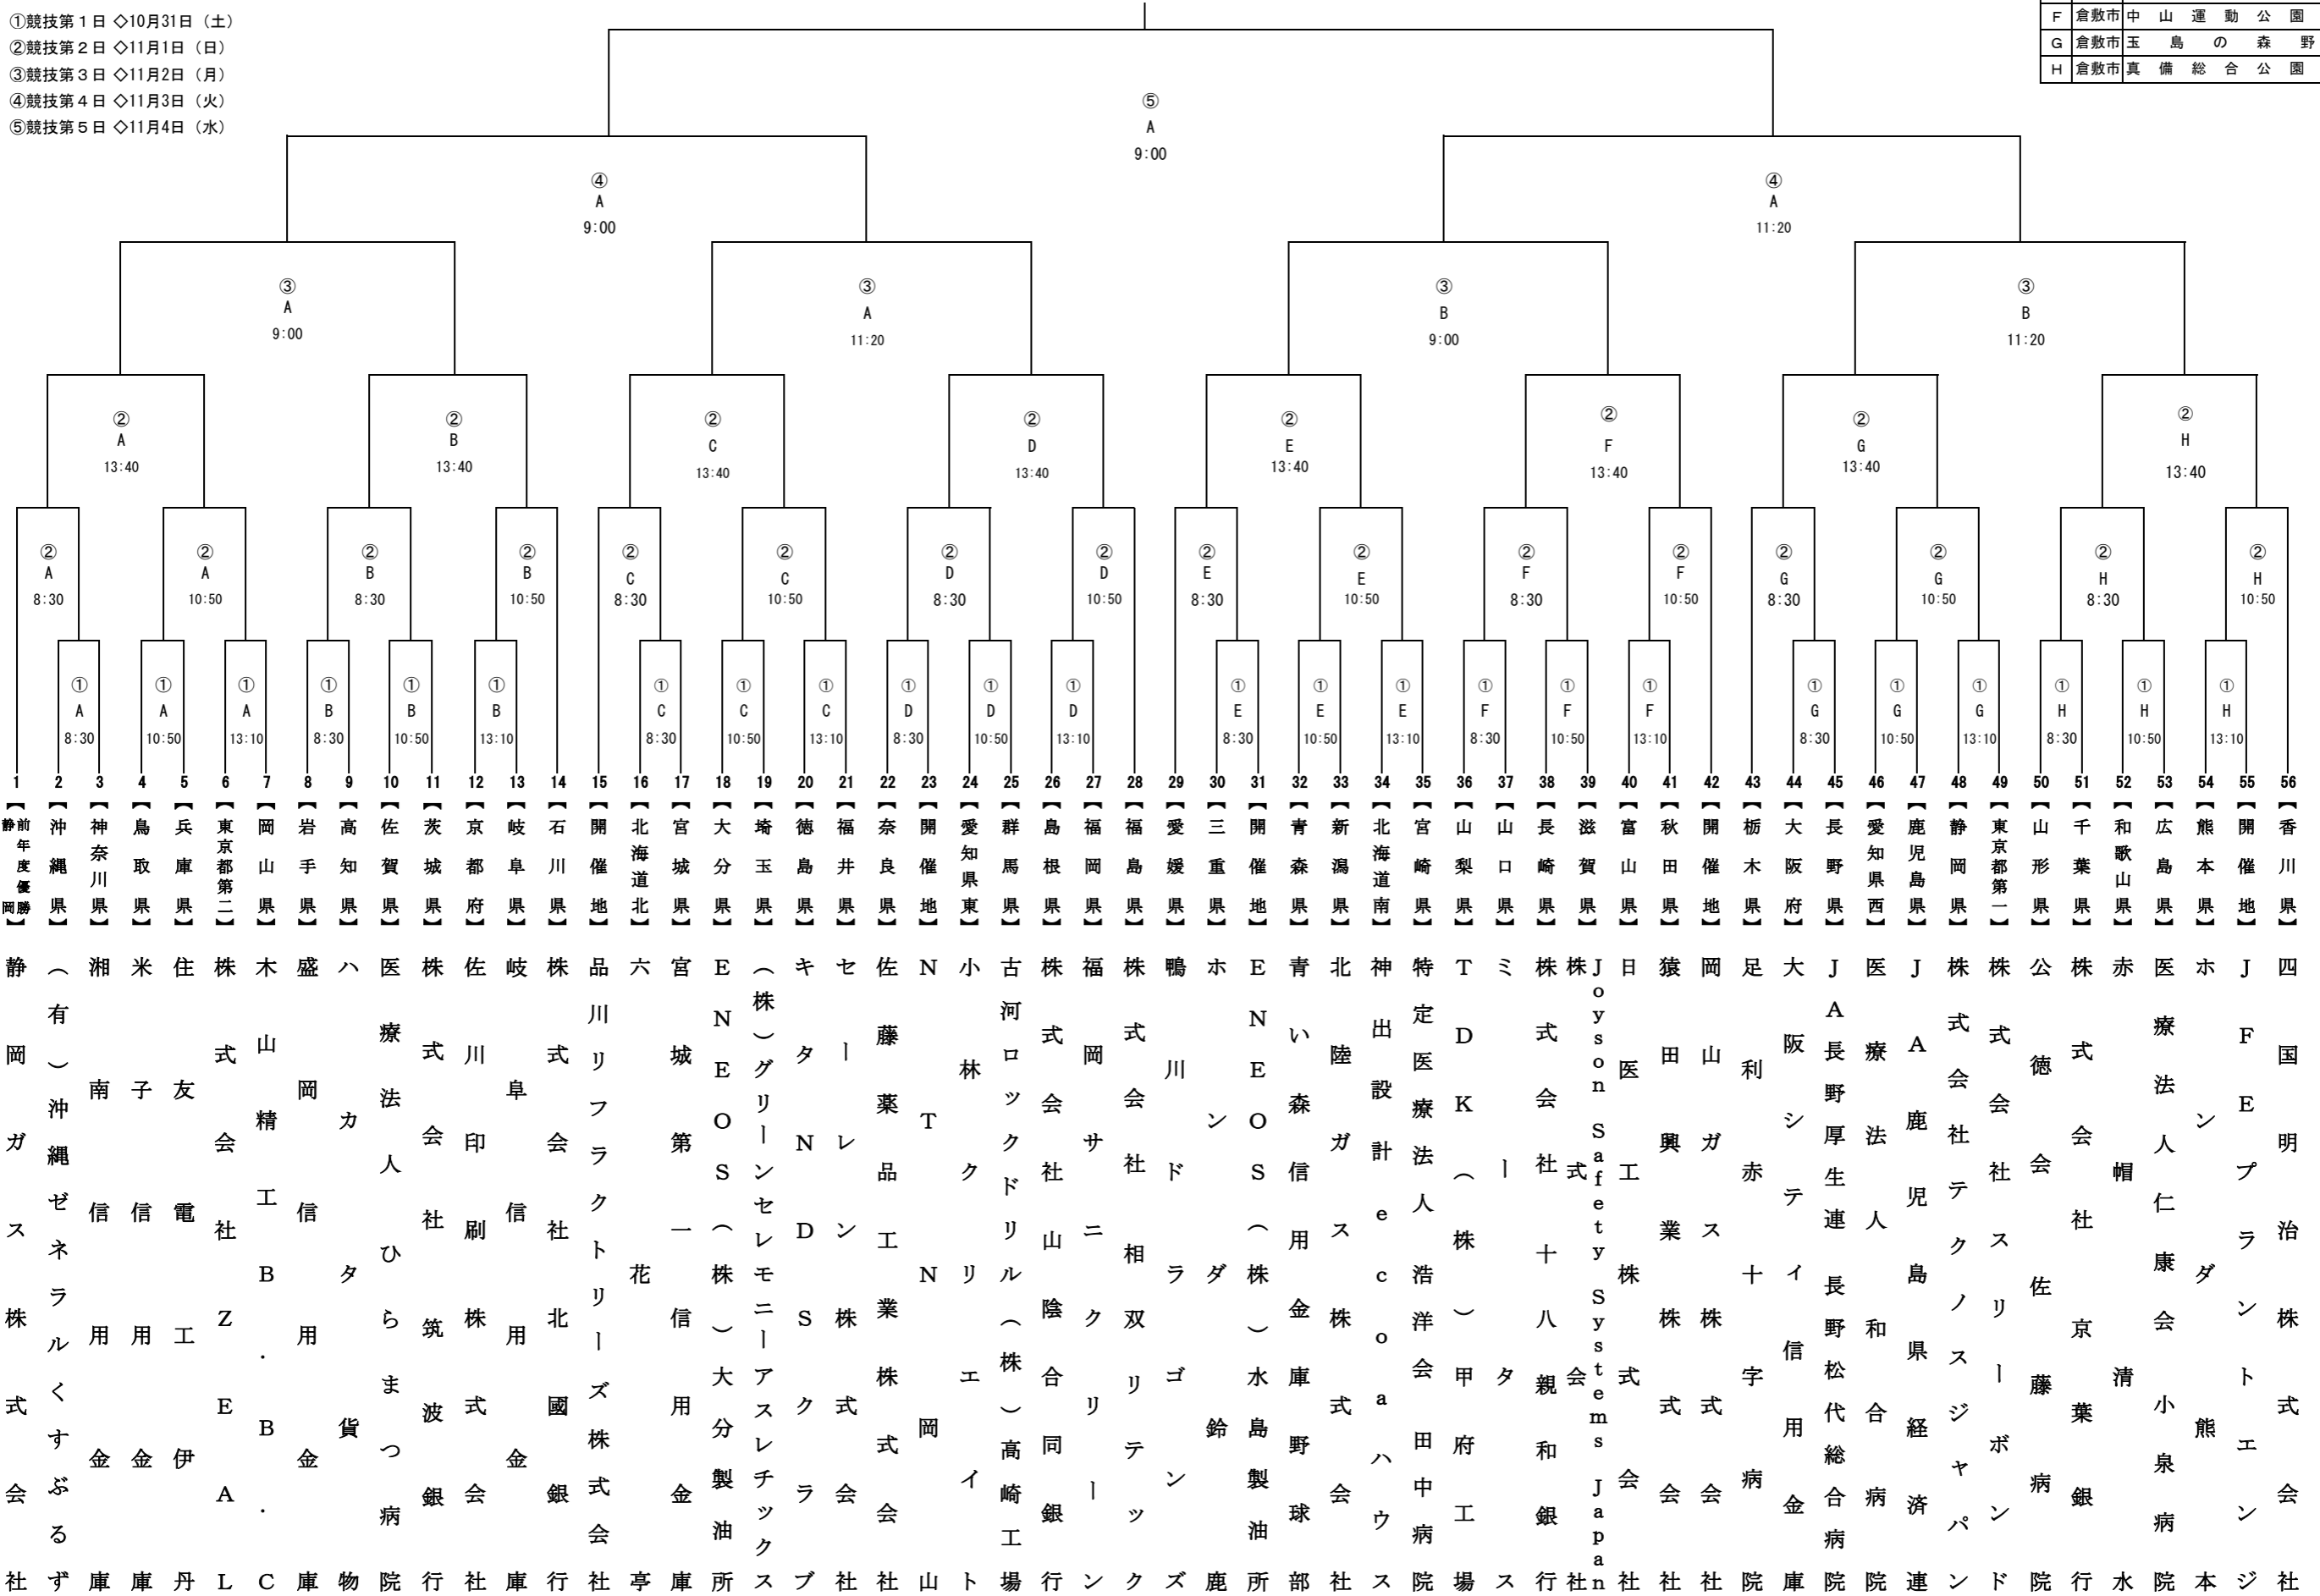 ①競技第１日 ◇10月31日（土）
②競技第２日 ◇11月1日（日）
③競技第３日 ◇11月2日（月）
④競技第４日 ◇11月3日（火）
⑤競技第５日 ◇11月4日（水）
F 倉敷市 中山運動公園
G 倉敷市 玉島の森野
H 倉敷市 真備総合公園
⑤ A 9:00
④ A 9:00
④ A 11:20
③ A 9:00
③ A 11:20
③ B 9:00
③ B 11:20
② A 13:40
② B 13:40
② C 13:40
② D 13:40
② E 13:40
② F 13:40
② G 13:40
② H 13:40
② A 8:30
② A 10:50
② B 8:30
② B 10:50
② C 8:30
② C 10:50
② D 8:30
② D 10:50
② E 8:30
② E 10:50
② F 8:30
② F 10:50
② G 8:30
② G 10:50
② H 8:30
② H 10:50
① A 8:30
① A 10:50
① A 13:10
① B 8:30
① B 10:50
① B 13:10
① C 8:30
① C 10:50
① C 13:10
① D 8:30
① D 10:50
① D 13:10
① E 8:30
① E 10:50
① E 13:10
① F 8:30
① F 10:50
① F 13:10
① G 8:30
① G 10:50
① G 13:10
① H 8:30
① H 10:50
① H 13:10
1 【前年度優勝 静岡】 静岡ガス株式会社
2 【沖縄県】 （有）沖縄ゼネラルくすぶるず
3 【神奈川県】 湘南信用金庫
4 【鳥取県】 米子信用金庫
5 【兵庫県】 住友電工伊丹
6 【東京都第二】 株式会社ＺＥＡＬ
7 【岡山県】 木山精工Ｂ．Ｂ．Ｃ
8 【岩手県】 盛岡信用金庫
9 【高知県】 ハカタ貨物
10 【佐賀県】 医療法人ひらまつ病院
11 【茨城県】 株式会社筑波銀行
12 【京都府】 佐川印刷株式会社
13 【岐阜県】 岐阜信用金庫
14 【石川県】 株式会社北國銀行
15 【開催地】 品川リフラクトリーズ株式会社
16 【北海道北】 六花亭
17 【宮城県】 宮城第一信用金庫
18 【大分県】 ＥＮＥＯＳ（株）大分製油所
19 【埼玉県】 （株）グリーンセレモニーアスレチックス
20 【徳島県】 キタＮＤＳクラブ
21 【福井県】 セーレン株式会社
22 【奈良県】 佐藤薬品工業株式会社
23 【開催地】 ＮＴＮ岡山
24 【愛知県東】 小林クリエイト
25 【群馬県】 古河ロックドリル（株）高崎工場
26 【島根県】 株式会社山陰合同銀行
27 【福岡県】 福岡サニクリーン
28 【福島県】 株式会社相双リテック
29 【愛媛県】 鴨川ドラゴンズ
30 【三重県】 ホンダ鈴鹿
31 【開催地】 ＥＮＥＯＳ（株）水島製油所
32 【青森県】 青い森信用金庫野球部
33 【新潟県】 北陸ガス株式会社
34 【北海道南】 神出設計ｅｃｏａハウス
35 【宮崎県】 特定医療法人浩洋会田中病院
36 【山梨県】 ＴＤＫ（株）甲府工場
37 【山口県】 ミータス
38 【長崎県】 株式会社十八親和銀行
39 【滋賀県】 Joyson Safety Systems Japan株式会社
40 【富山県】 日医工株式会社
41 【秋田県】 猿田興業株式会社
42 【開催地】 岡山ガス株式会社
43 【栃木県】 足利赤十字病院
44 【大阪府】 大阪シティ信用金庫
45 【長野県】 ＪＡ長野厚生連 長野松代総合病院
46 【愛知県西】 医療法人和合病院
47 【鹿児島県】 ＪＡ鹿児島県経済連
48 【静岡県】 株式会社テクノスジャパン
49 【東京都第一】 株式会社スリーボンド
50 【山形県】 公徳会佐藤病院
51 【千葉県】 株式会社京葉銀行
52 【和歌山県】 赤帽清水
53 【広島県】 医療法人仁康会 小泉病院
54 【熊本県】 ホンダ熊本
55 【開催地】 ＪＦＥプラントエンジ
56 【香川県】 四国明治株式会社